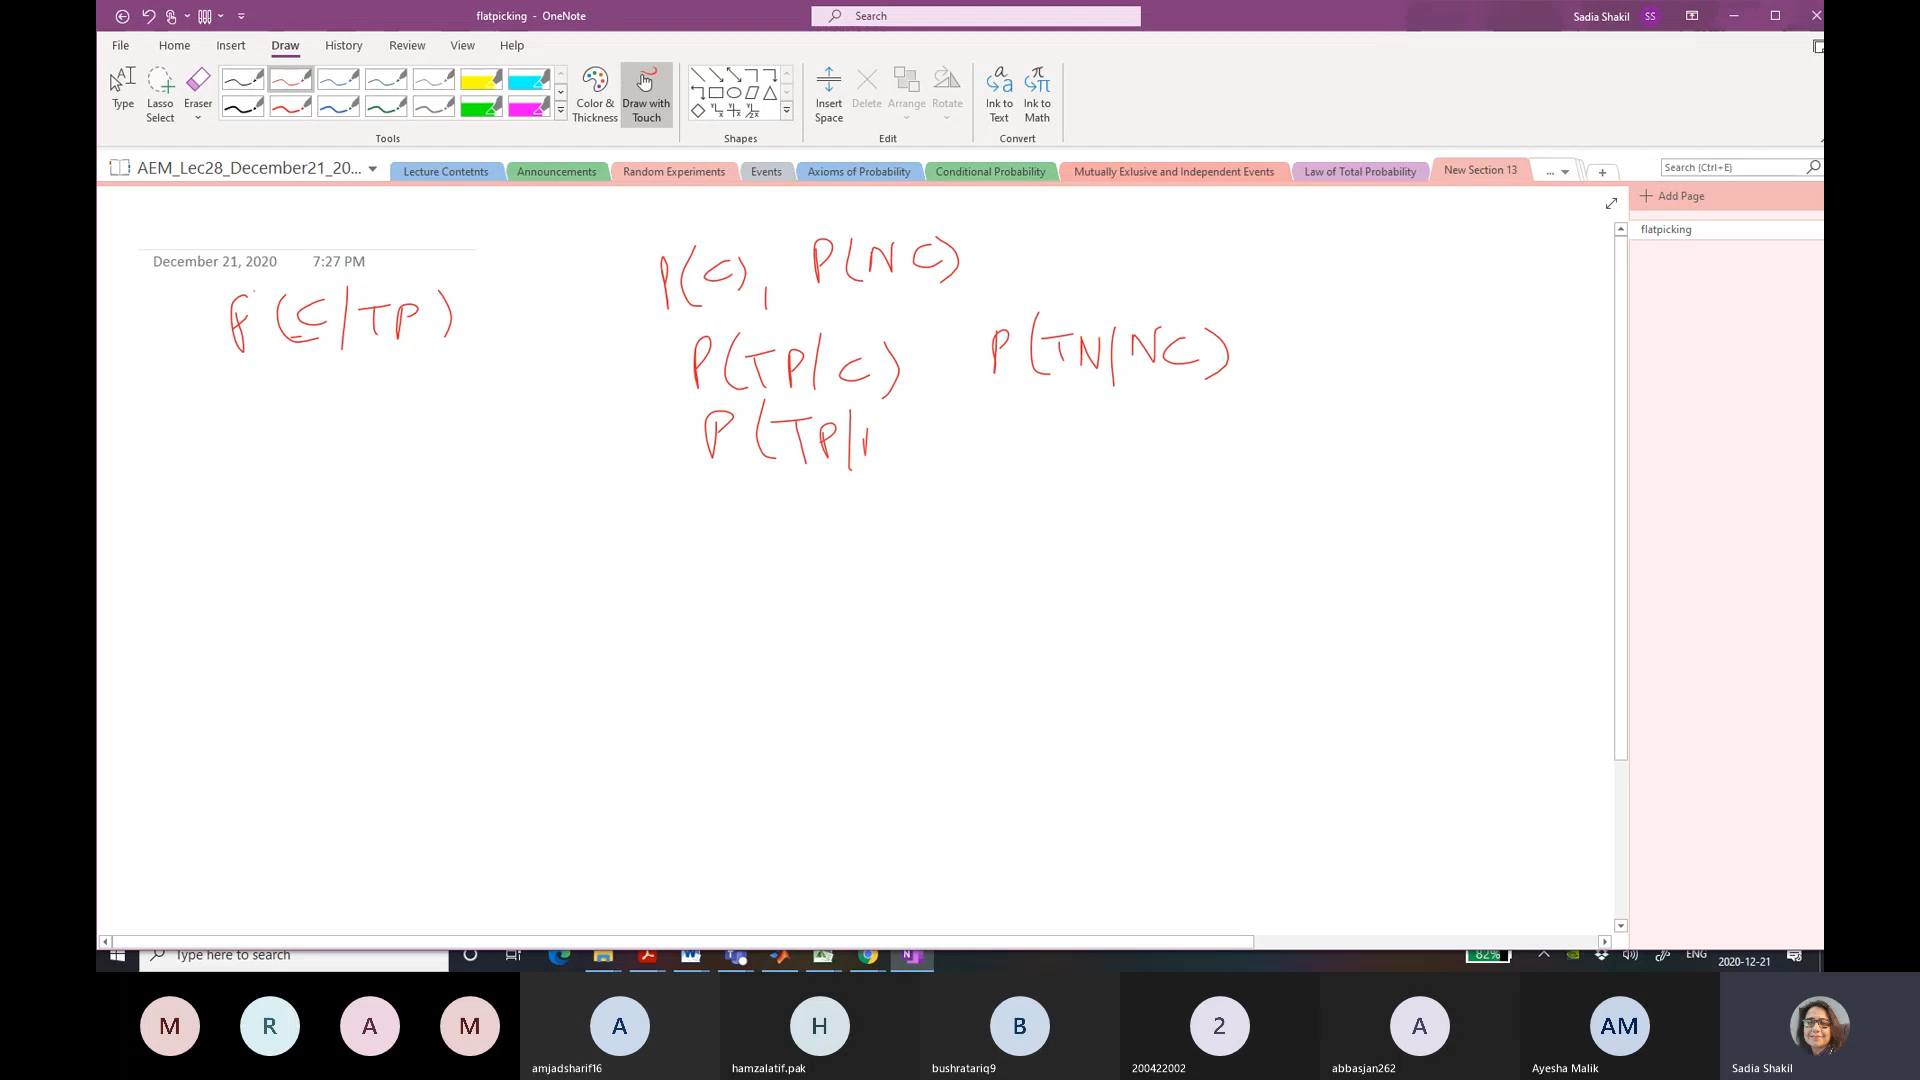 flatpicking - OneNote
Search
Sadia Shakil
SS
File Home Insert Draw History Review View Help
Type
Lasso Select
Eraser
Color & Thickness
Draw with Touch
Insert Space
Delete
Arrange
Rotate
Ink to Text
Ink to Math
Tools
Shapes
Edit
Convert
AEM_Lec28_December21_20...
Lecture Contetnts
Announcements
Random Experiments
Events
Axioms of Probability
Conditional Probability
Mutually Exlusive and Independent Events
Law of Total Probability
New Section 13
...
Search (Ctrl+E)
Add Page
flatpicking
December 21, 2020 7:27 PM
P(C), P(NC)
P(C|TP)
P(TP|C) P(TN|NC)
P(TP|
Type here to search
82%
ENG
2020-12-21
M R A M A H B 2 A AM
amjadsharif16 hamzalatif.pak bushratariq9 200422002 abbasjan262 Ayesha Malik Sadia Shakil